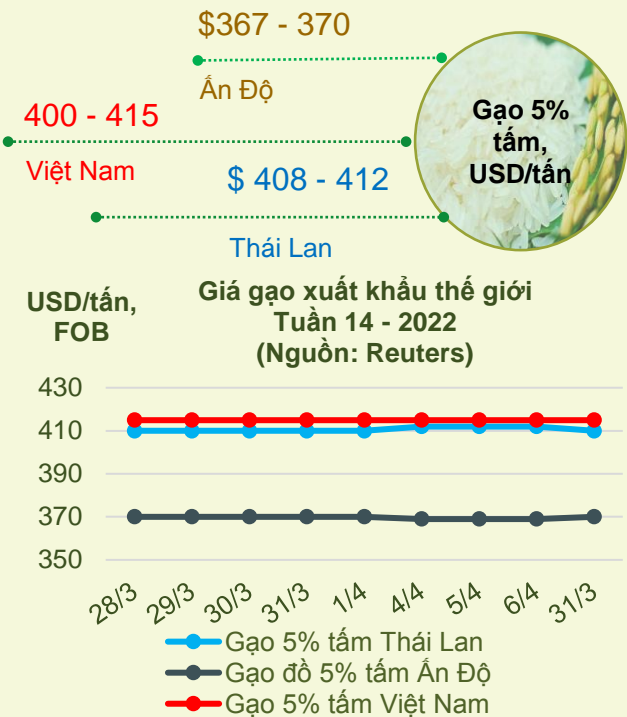 $367 - 370
Ấn Độ
400 - 415
Việt Nam
$ 408 - 412
Thái Lan
Gạo 5%
tấm,
USD/tấn
USD/tấn,
FOB
Giá gạo xuất khẩu thế giới
Tuần 14 - 2022
(Nguồn: Reuters)
430
410
390
370
350
28/3
29/3
30/3
31/3
1/4
4/4
5/4
6/4
31/3
Gạo 5% tấm Thái Lan
Gạo đồ 5% tấm Ấn Độ
Gạo 5% tấm Việt Nam